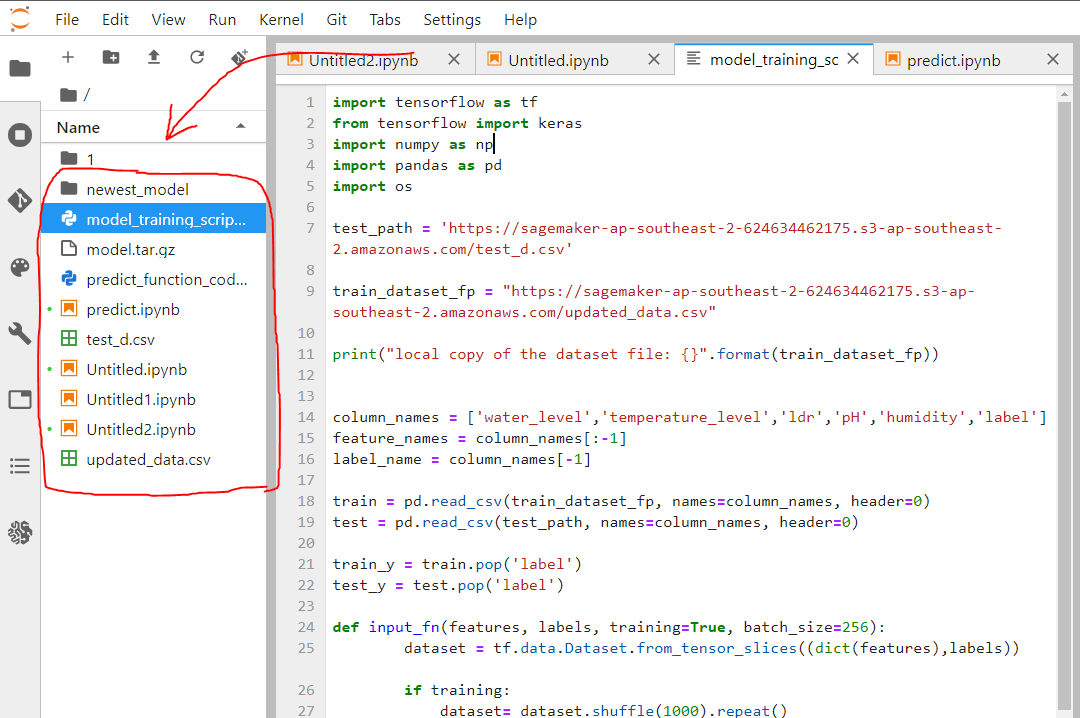 File Edit View Run Kernel Git Tabs Settings Help
Untitled2.ipynb Untitled.ipynb model_training_sc predict.ipynb
/
Name
1
newest_model
model_training_scrip...
model.tar.gz
predict_function_cod...
predict.ipynb
test_d.csv
Untitled.ipynb
Untitled1.ipynb
Untitled2.ipynb
updated_data.csv
1 import tensorflow as tf
2 from tensorflow import keras
3 import numpy as np
4 import pandas as pd
5 import os
6
7 test_path = 'https://sagemaker-ap-southeast-2-624634462175.s3-ap-southeast-
2.amazonaws.com/test_d.csv'
8
9 train_dataset_fp = "https://sagemaker-ap-southeast-2-624634462175.s3-ap-
southeast-2.amazonaws.com/updated_data.csv"
10
11 print("local copy of the dataset file: {}".format(train_dataset_fp))
12
13
14 column_names = ['water_level','temperature_level','ldr','pH','humidity','label']
15 feature_names = column_names[:-1]
16 label_name = column_names[-1]
17
18 train = pd.read_csv(train_dataset_fp, names=column_names, header=0)
19 test = pd.read_csv(test_path, names=column_names, header=0)
20
21 train_y = train.pop('label')
22 test_y = test.pop('label')
23
24 def input_fn(features, labels, training=True, batch_size=256):
25 dataset = tf.data.Dataset.from_tensor_slices((dict(features),labels))
26 if training:
27 dataset= dataset.shuffle(1000).repeat()